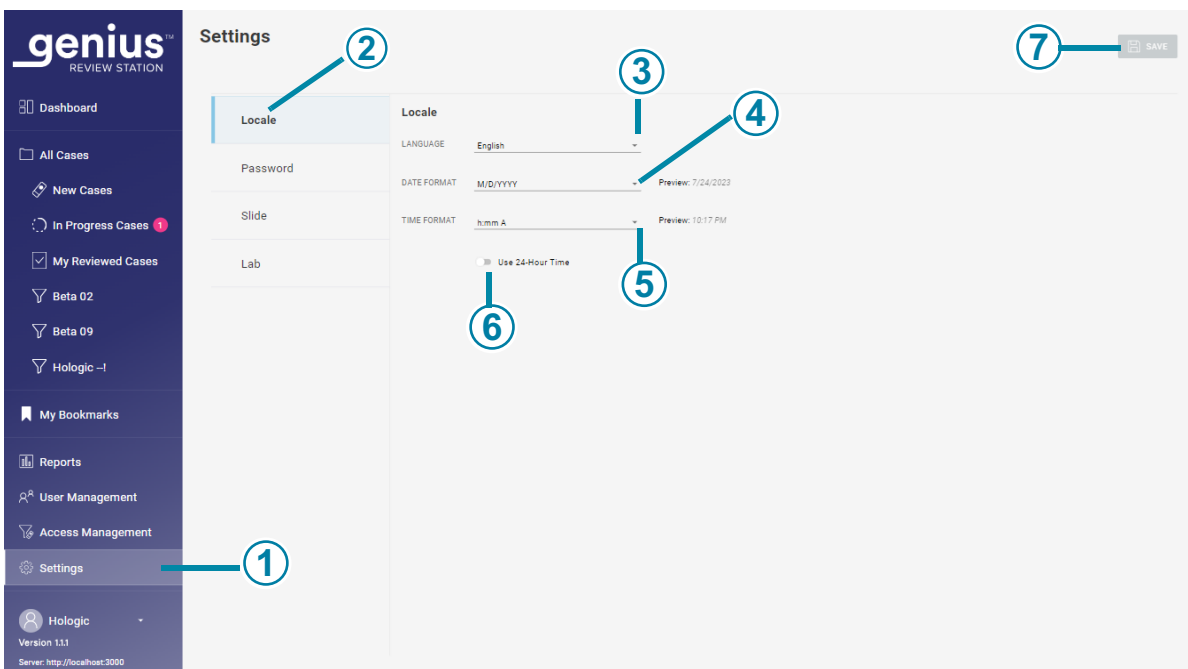 genius™
REVIEW STATION
Dashboard
All Cases
New Cases
In Progress Cases 1
My Reviewed Cases
Beta 02
Beta 09
Hologic --!
My Bookmarks
Reports
User Management
Access Management
Settings
Hologic
Version 1.1.1
Server: http://localhost:3000
Settings
SAVE
Locale
Password
Slide
Lab
Locale
LANGUAGE English
DATE FORMAT M/D/YYYY Preview: 7/24/2023
TIME FORMAT h:mm A Preview: 10:17 PM
Use 24-Hour Time
1
2
3
4
5
6
7